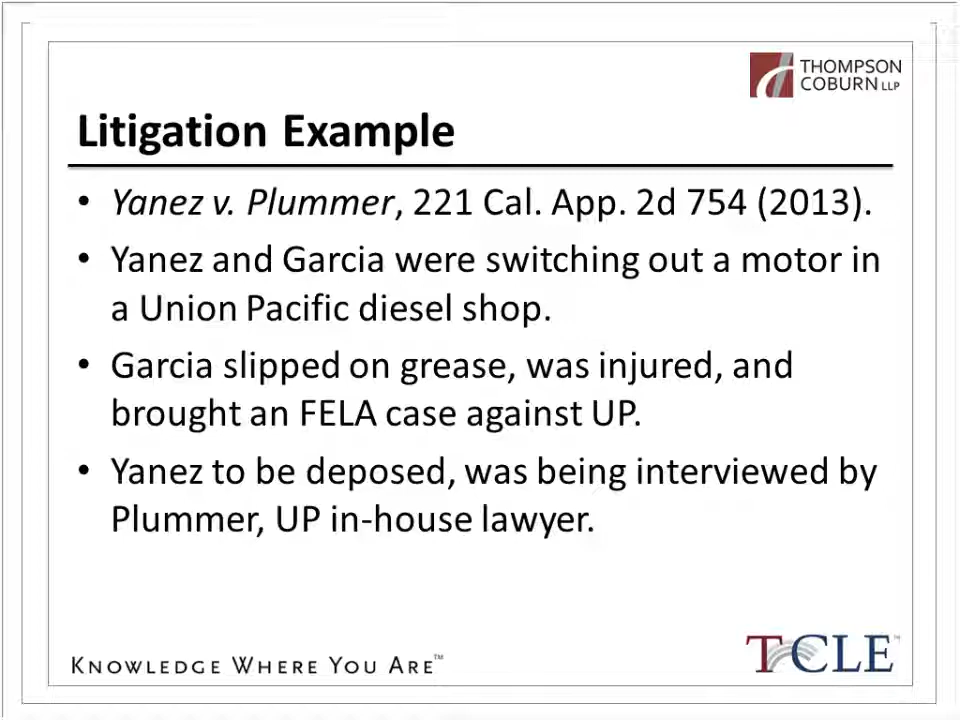 THOMPSON
COBURN LLP
Litigation Example
• Yanez v. Plummer, 221 Cal. App. 2d 754 (2013).
• Yanez and Garcia were switching out a motor in
a Union Pacific diesel shop.
• Garcia slipped on grease, was injured, and
brought an FELA case against UP.
• Yanez to be deposed, was being interviewed by
Plummer, UP in-house lawyer.
KNOWLEDGE WHERE YOU ARE™
TCLE™